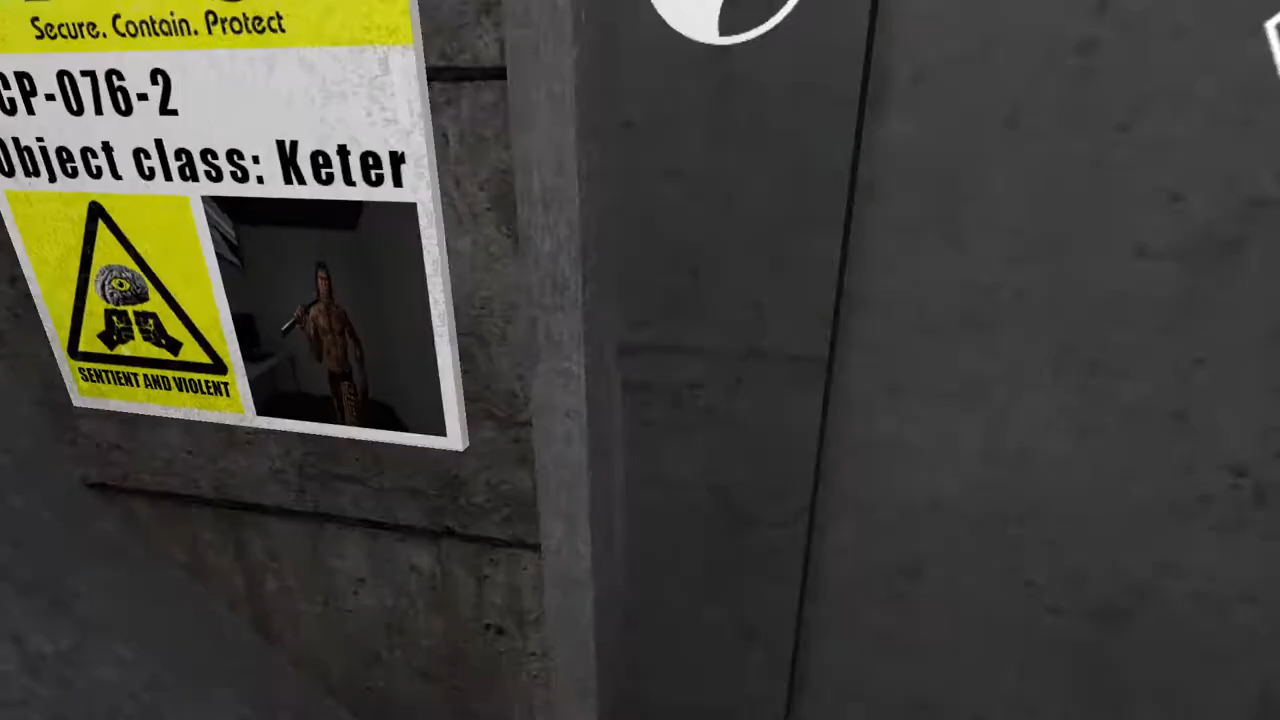 Secure. Contain. Protect
CP-076-2
Object class: Keter
SENTIENT AND VIOLENT